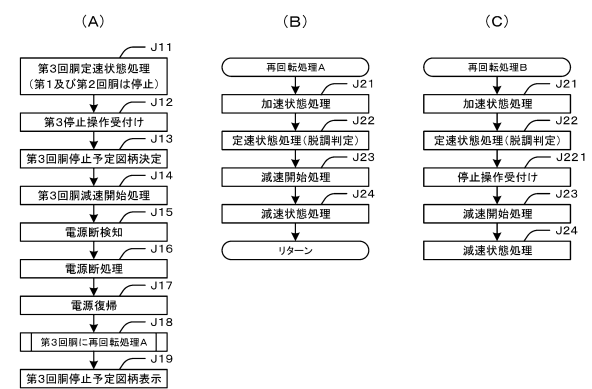 (A)
J11
第3回胴定速状態処理
(第1及び第2回胴は停止)
J12
第3停止操作受付け
J13
第3回胴停止予定図柄決定
J14
第3回胴減速開始処理
J15
電源断検知
J16
電源断処理
J17
電源復帰
J18
第3回胴に再回転処理A
J19
第3回胴停止予定図柄表示
(B)
再回転処理A
J21
加速状態処理
J22
定速状態処理(脱調判定)
J23
減速開始処理
J24
減速状態処理
リターン
(C)
再回転処理B
J21
加速状態処理
J22
定速状態処理(脱調判定)
J221
停止操作受付け
J23
減速開始処理
J24
減速状態処理